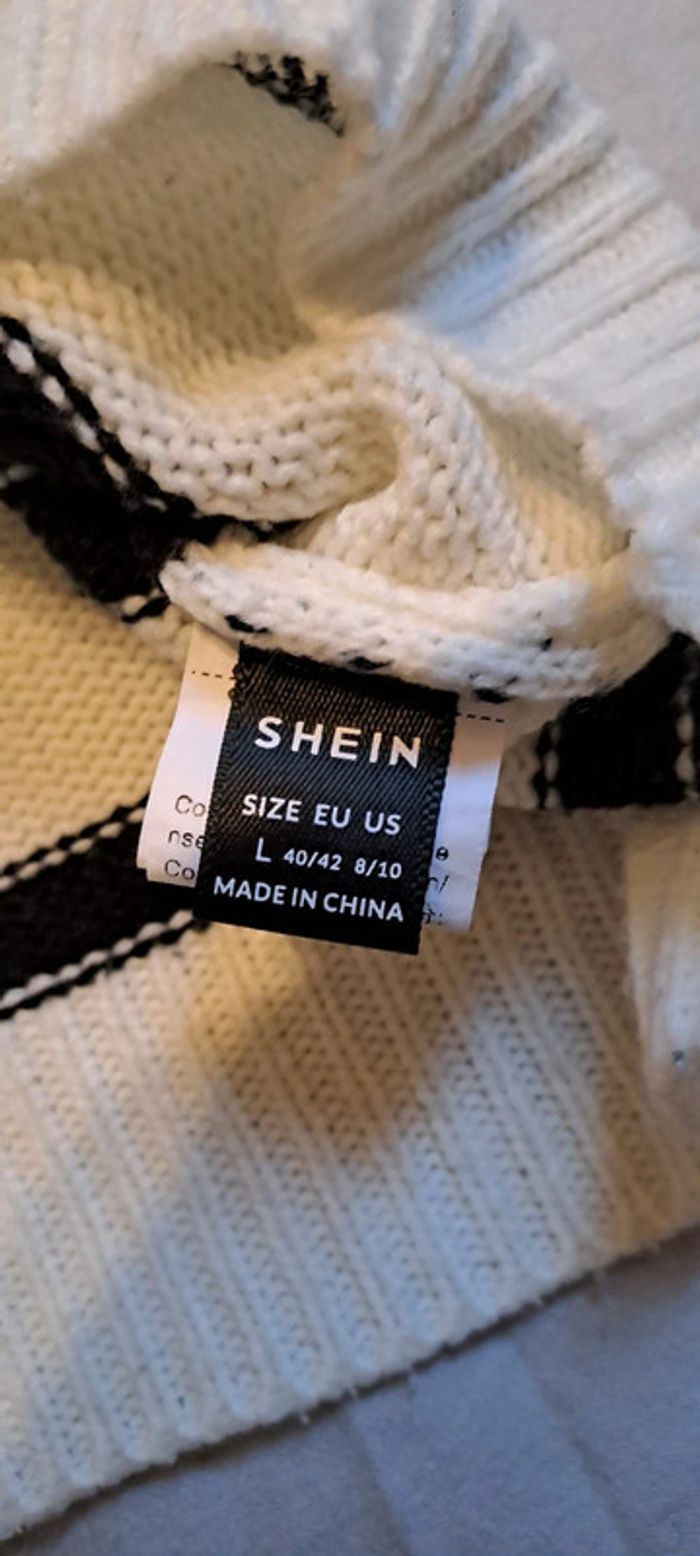 SHEIN
SIZE EU US
L 40/42 8/10
MADE IN CHINA